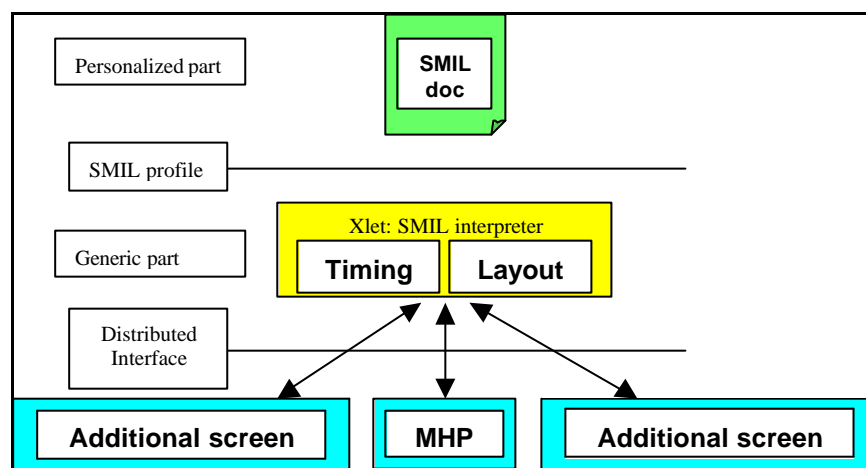 Personalized part
SMIL
doc
SMIL profile
Xlet: SMIL interpreter
Generic part
Timing
Layout
Distributed
Interface
Additional screen
MHP
Additional screen